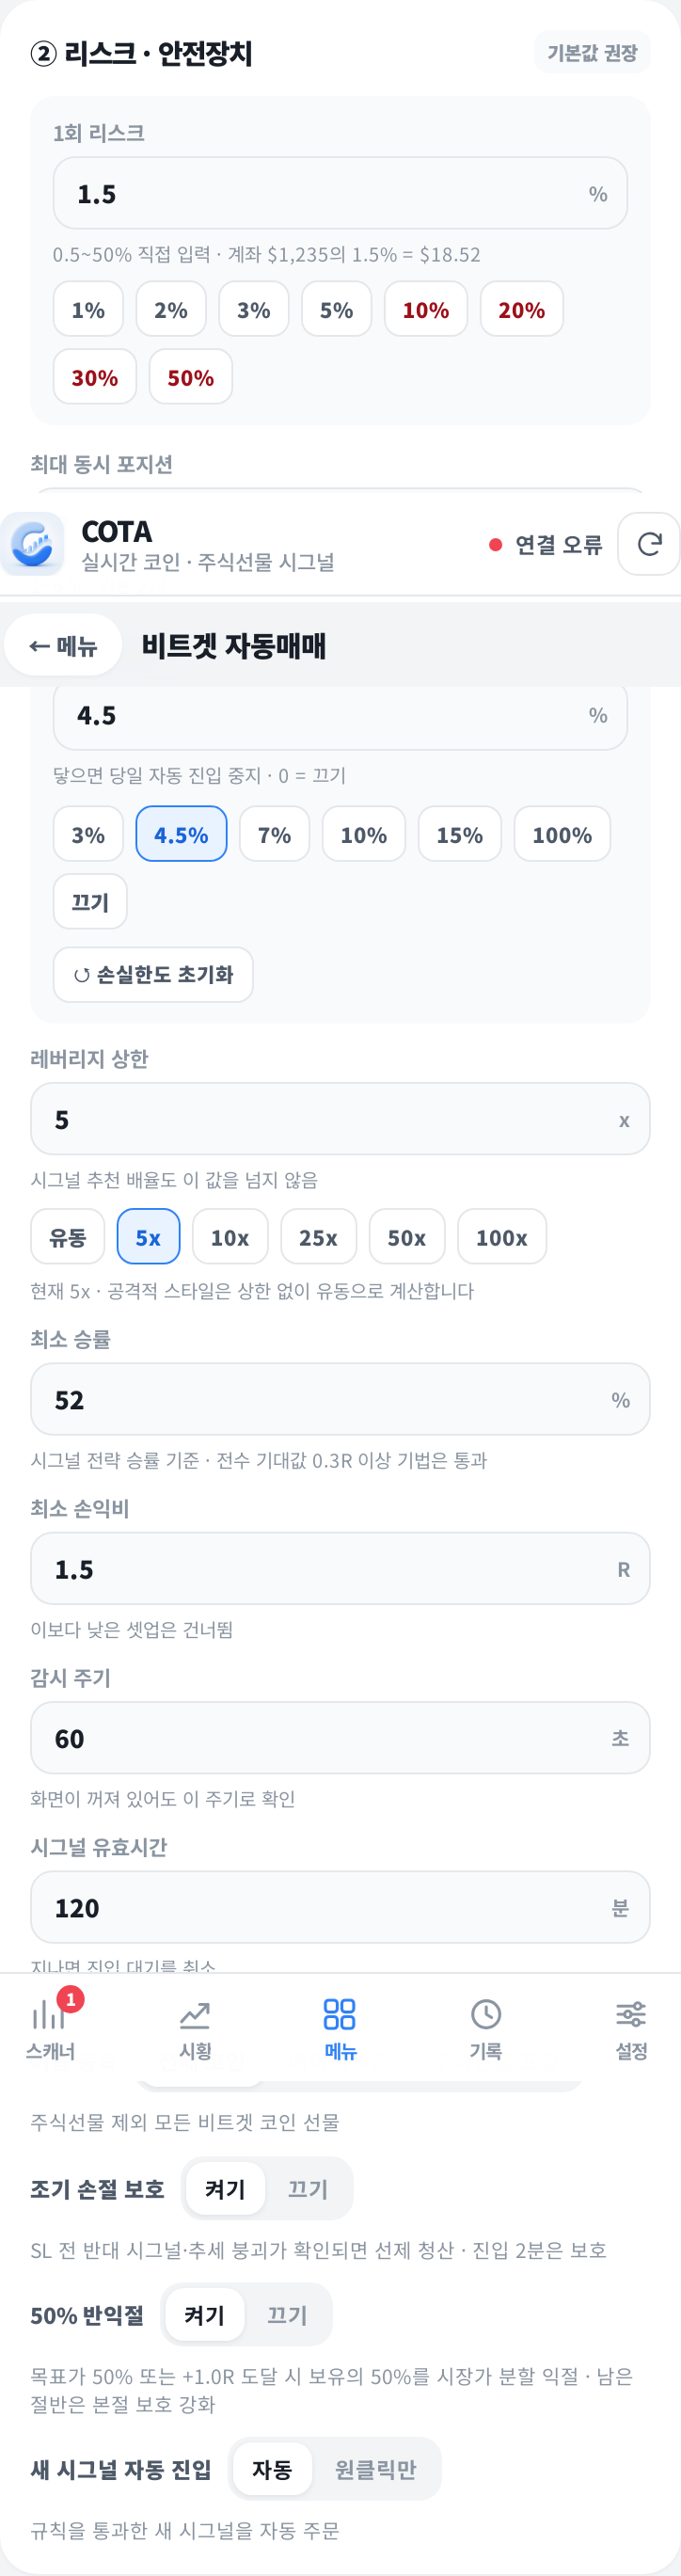 ② 리스크 · 안전장치
기본값 권장
1회 리스크
1.5 %
0.5~50% 직접 입력 · 계좌 $1,235의 1.5% = $18.52
1% 2% 3% 5% 10% 20%
30% 50%
최대 동시 포지션
COTA
실시간 코인 · 주식선물 시그널
연결 오류
← 메뉴
비트겟 자동매매
4.5 %
닿으면 당일 자동 진입 중지 · 0 = 끄기
3% 4.5% 7% 10% 15% 100%
끄기
손실한도 초기화
레버리지 상한
5 x
시그널 추천 배율도 이 값을 넘지 않음
유동 5x 10x 25x 50x 100x
현재 5x · 공격적 스타일은 상한 없이 유동으로 계산합니다
최소 승률
52 %
시그널 전략 승률 기준 · 전수 기대값 0.3R 이상 기법은 통과
최소 손익비
1.5 R
이보다 낮은 셋업은 건너뜀
감시 주기
60 초
화면이 꺼져 있어도 이 주기로 확인
시그널 유효시간
120 분
지나면 진입 대기를 취소
1
스캐너 시황 메뉴 기록 설정
주식선물 제외 모든 비트겟 코인 선물
조기 손절 보호 켜기 끄기
SL 전 반대 시그널·추세 붕괴가 확인되면 선제 청산 · 진입 2분은 보호
50% 반익절 켜기 끄기
목표가 50% 또는 +1.0R 도달 시 보유의 50%를 시장가 분할 익절 · 남은
절반은 본절 보호 강화
새 시그널 자동 진입 자동 원클릭만
규칙을 통과한 새 시그널을 자동 주문